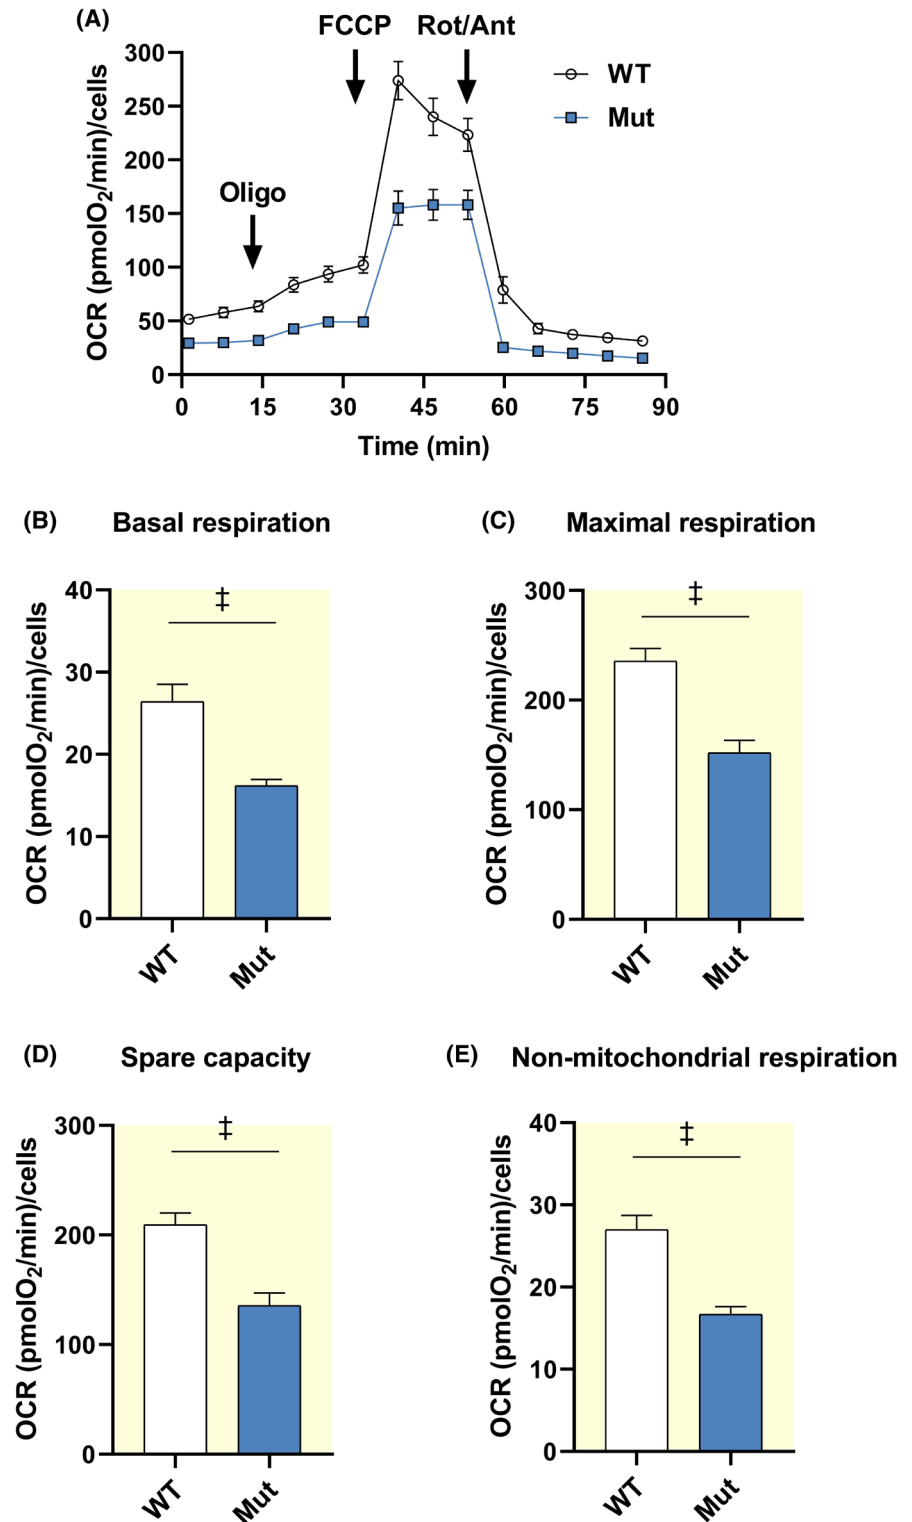 (A)
FCCP Rot/Ant
Oligo
WT
Mut
OCR (pmolO2/min)/cells
300
250
200
150
100
50
0
0 15 30 45 60 75 90
Time (min)
(B) Basal respiration
‡
OCR (pmolO2/min)/cells
40
30
20
10
0
WT Mut
(C) Maximal respiration
‡
OCR (pmolO2/min)/cells
300
200
100
0
WT Mut
(D) Spare capacity
‡
OCR (pmolO2/min)/cells
300
200
100
0
WT Mut
(E) Non-mitochondrial respiration
‡
OCR (pmolO2/min)/cells
40
30
20
10
0
WT Mut